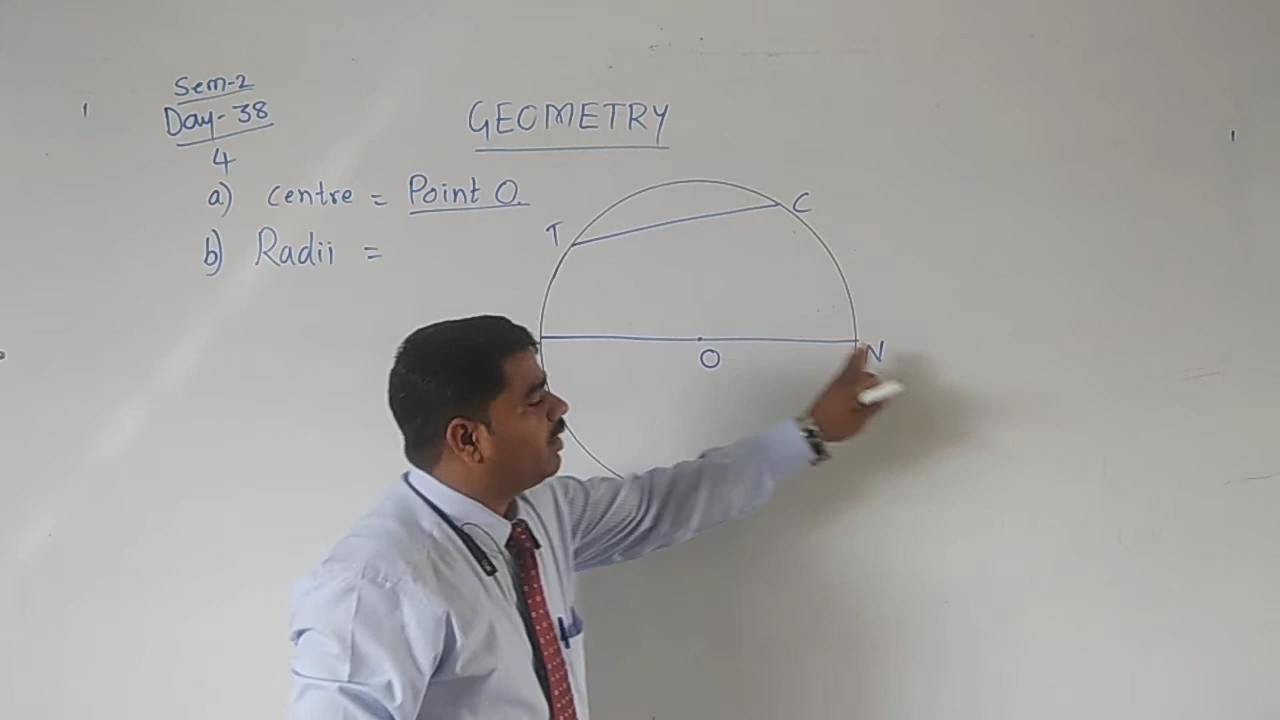 Sem-2
Day-38
GEOMETRY
4
a) Centre = Point O.
b) Radii =
T
C
O
N